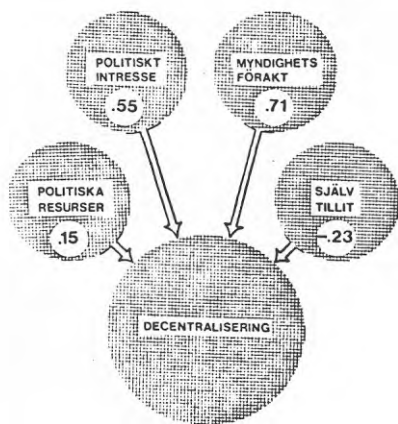 POLITISKT
INTRESSE
.55
MYNDIGHETS
FÖRAKT
.71
POLITISKA
RESURSER
.15
SJÄLV
TILLIT
-.23
DECENTRALISERING